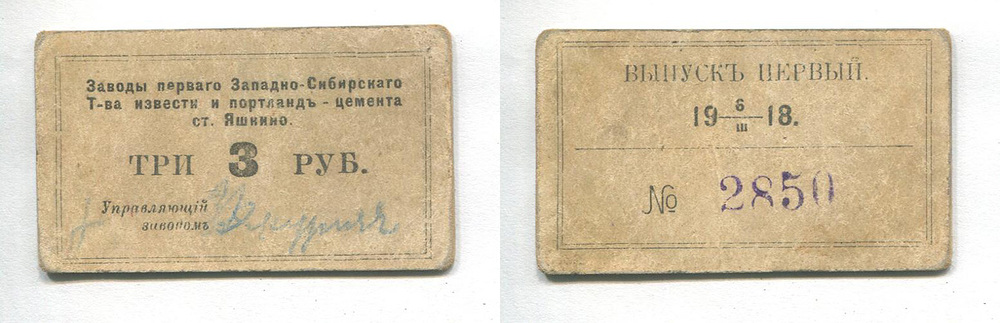 Заводы перваго Западно-Сибирскаго
Т-ва извести и портландъ - цемента
ст. Яшкино.
ТРИ 3 РУБ.
Управляющій
заводомъ
ВЫПУСКЪ ПЕРВЫЙ.
19 6/III 18.
№ 2850